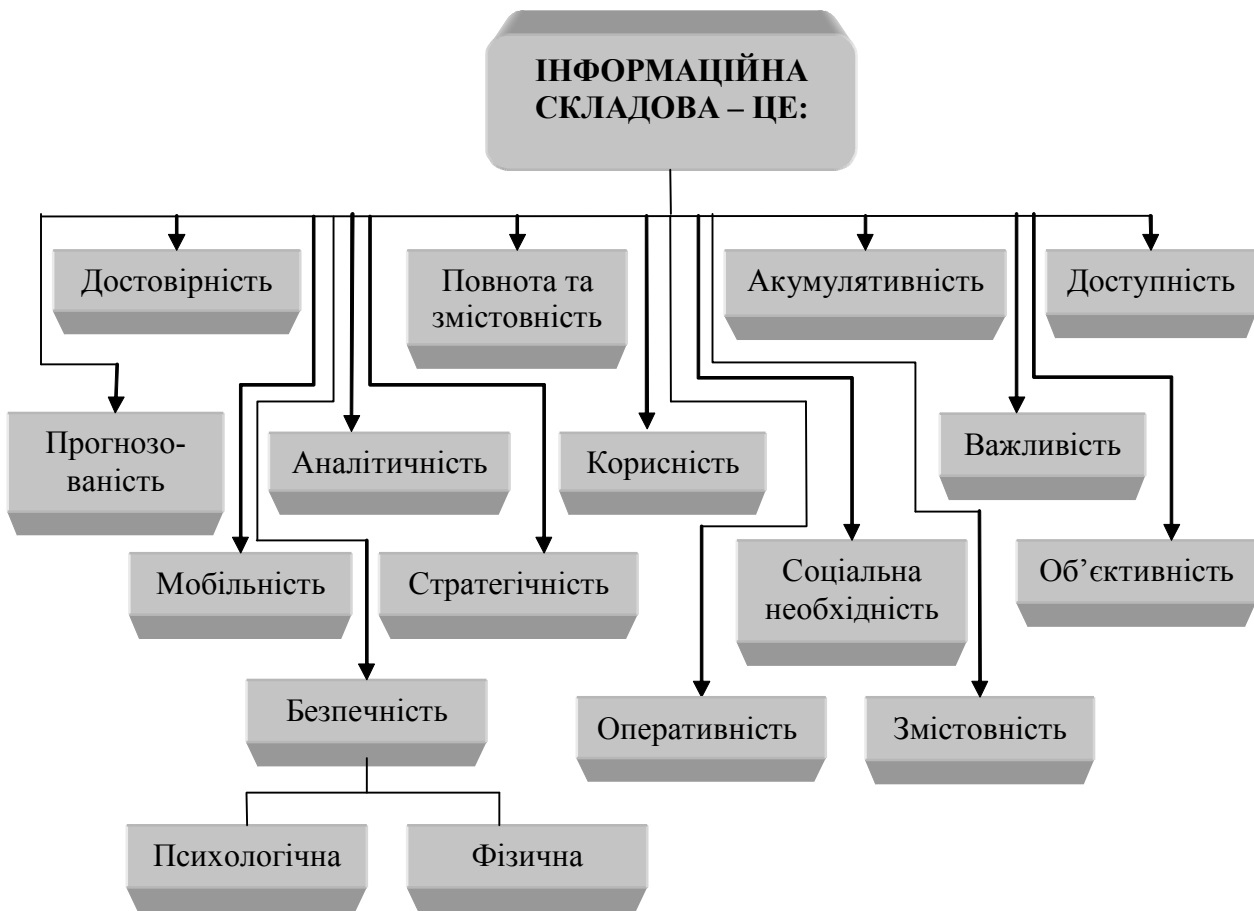 ІНФОРМАЦІЙНА
СКЛАДОВА – ЦЕ:
Достовірність
Повнота та
змістовність
Акумулятивність
Доступність
Прогнозо-
ваність
Аналітичність
Корисність
Важливість
Мобільність
Стратегічність
Соціальна
необхідність
Об’єктивність
Безпечність
Оперативність
Змістовність
Психологічна
Фізична